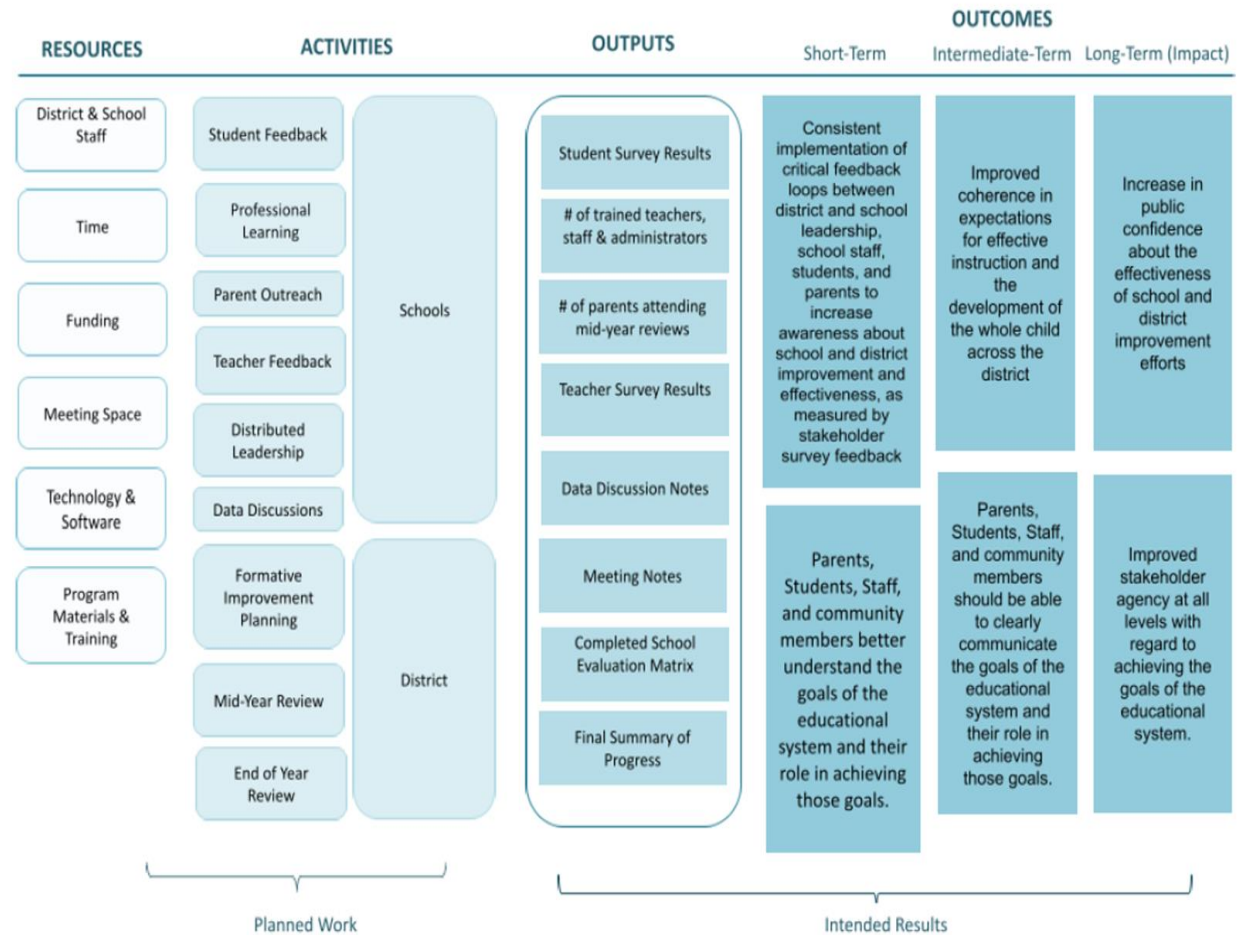 RESOURCES
ACTIVITIES
OUTPUTS
OUTCOMES
Short-Term
Intermediate-Term
Long-Term (Impact)
District & School
Staff
Time
Funding
Meeting Space
Technology &
Software
Program
Materials &
Training
Student Feedback
Professional
Learning
Parent Outreach
Teacher Feedback
Distributed
Leadership
Data Discussions
Formative
Improvement
Planning
Mid-Year Review
End of Year
Review
Schools
District
Student Survey Results
# of trained teachers,
staff & administrators
# of parents attending
mid-year reviews
Teacher Survey Results
Data Discussion Notes
Meeting Notes
Completed School
Evaluation Matrix
Final Summary of
Progress
Consistent
implementation of
critical feedback
loops between
district and school
leadership,
school staff,
students, and
parents to
increase
awareness about
school and district
improvement and
effectiveness, as
measured by
stakeholder
survey feedback
Parents,
Students, Staff,
and community
members better
understand the
goals of the
educational
system and their
role in achieving
those goals.
Improved
coherence in
expectations
for effective
instruction and
the
development of
the whole child
across the
district
Parents,
Students, Staff,
and community
members
should be able
to clearly
communicate
the goals of the
educational
system and
their role in
achieving
those goals.
Increase in
public
confidence
about the
effectiveness
of school and
district
improvement
efforts
Improved
stakeholder
agency at all
levels with
regard to
achieving the
goals of the
educational
system.
Planned Work
Intended Results